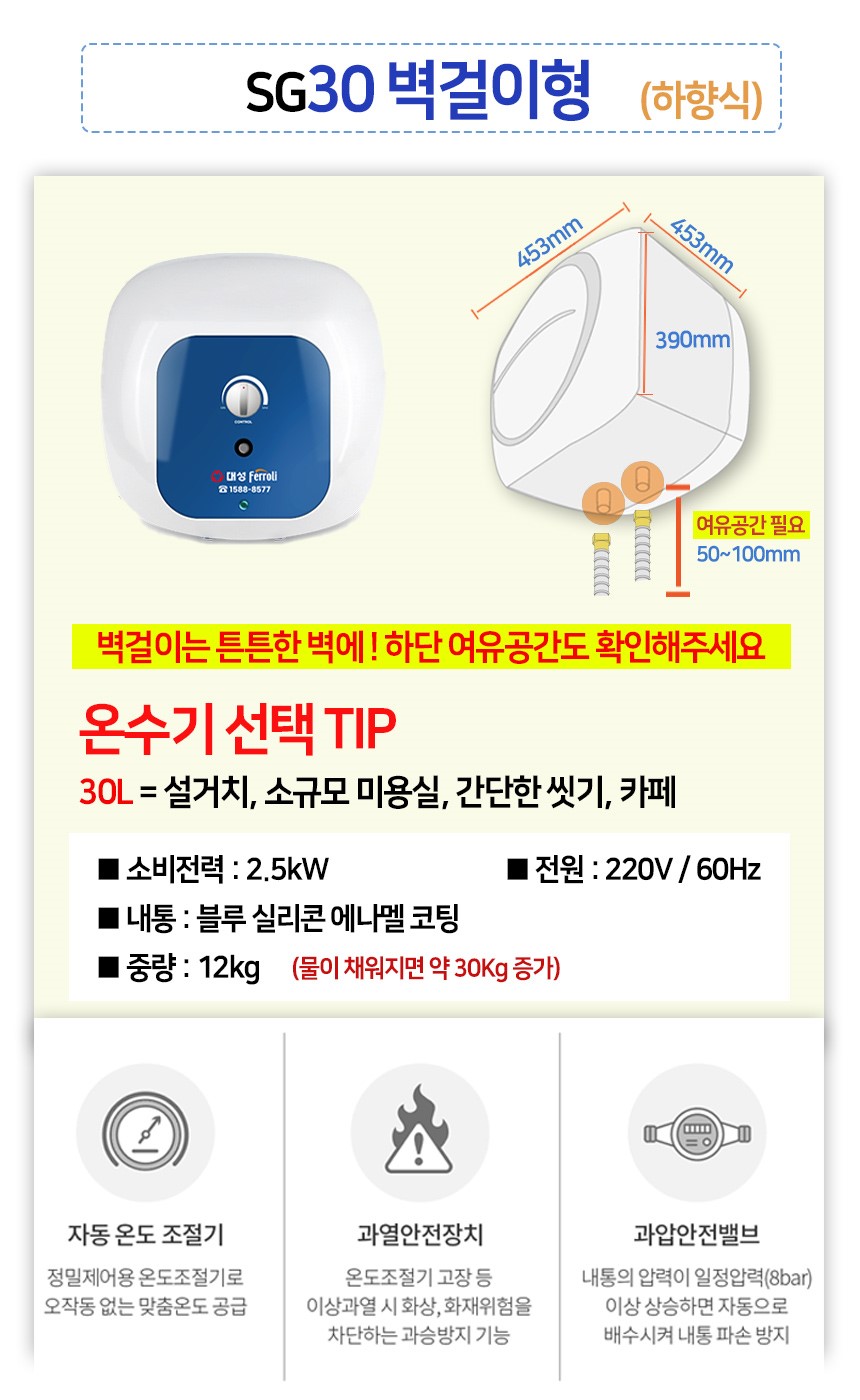 SG30 벽걸이형 (하향식)
453mm
453mm
390mm
CONTROL
대성 Ferroli
☎1588-8577
여유공간 필요
50~100mm
벽걸이는 튼튼한 벽에 ! 하단 여유공간도 확인해주세요
온수기 선택 TIP
30L = 설거치, 소규모 미용실, 간단한 씻기, 카페
■ 소비전력 : 2.5kW ■ 전원 : 220V / 60Hz
■ 내통 : 블루 실리콘 에나멜 코팅
■ 중량 : 12kg (물이 채워지면 약 30Kg 증가)
자동 온도 조절기
정밀제어용 온도조절기로
오작동 없는 맞춤온도 공급
과열안전장치
온도조절기 고장 등
이상과열 시 화상, 화재위험을
차단하는 과승방지 기능
과압안전밸브
내통의 압력이 일정압력(8bar)
이상 상승하면 자동으로
배수시켜 내통 파손 방지